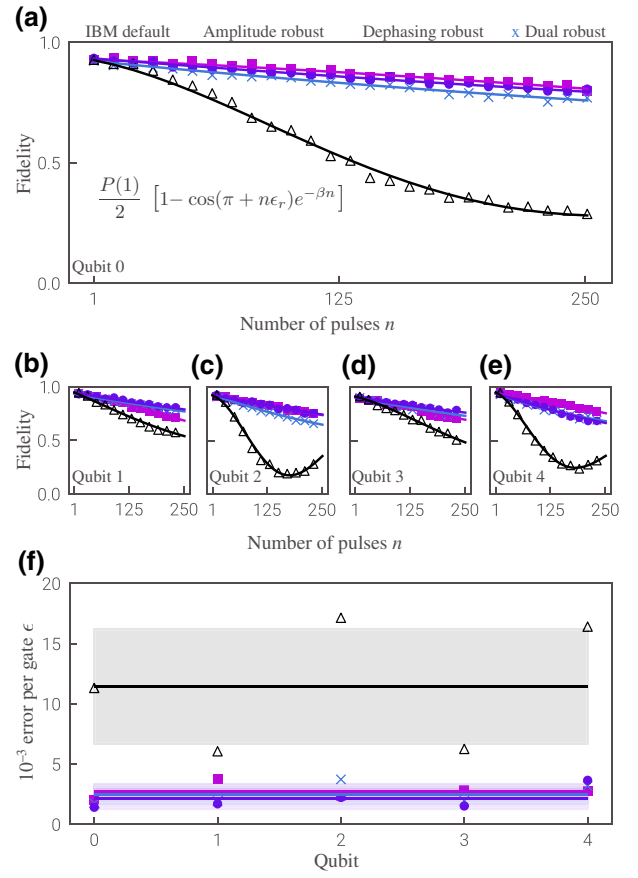 (a)
IBM default Amplitude robust Dephasing robust x Dual robust
1.0
0.5
0.0
Fidelity
P(1)/2 [1− cos(π + nϵ_r)e^{−βn}]
Qubit 0
1 125 250
Number of pulses n
(b) (c) (d) (e)
1.0
0.5
0.0
Fidelity
Qubit 1 Qubit 2 Qubit 3 Qubit 4
1 125 250 1 125 250 1 125 250 1 125 250
Number of pulses n
(f)
20
15
10
5
0
10⁻³ error per gate ϵ
0 1 2 3 4
Qubit